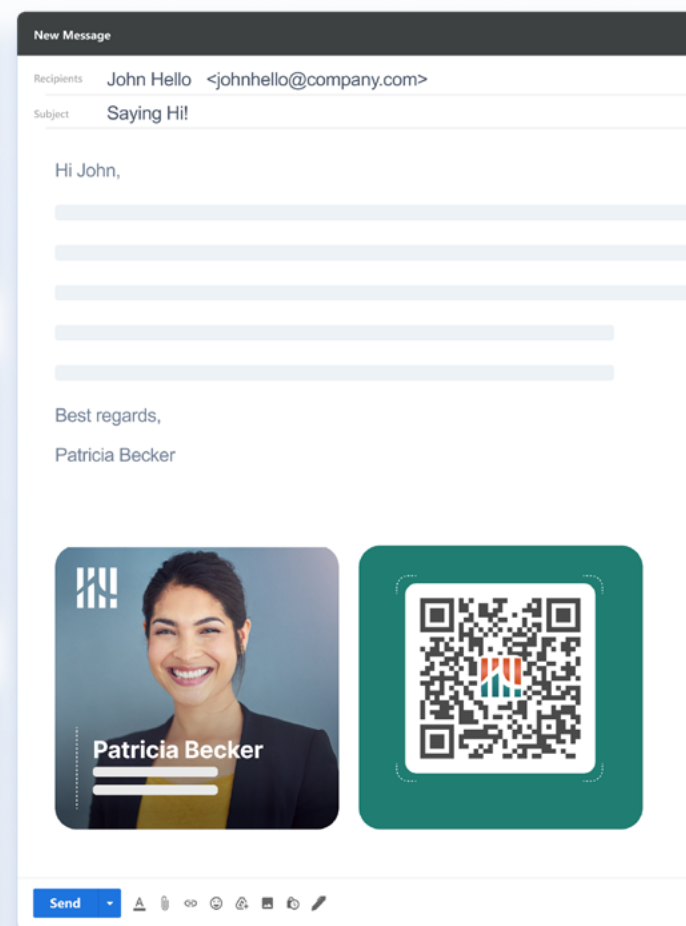 New Message
Recipients John Hello <johnhello@company.com>
Subject Saying Hi!
Hi John,
Best regards,
Patricia Becker
Patricia Becker
Send